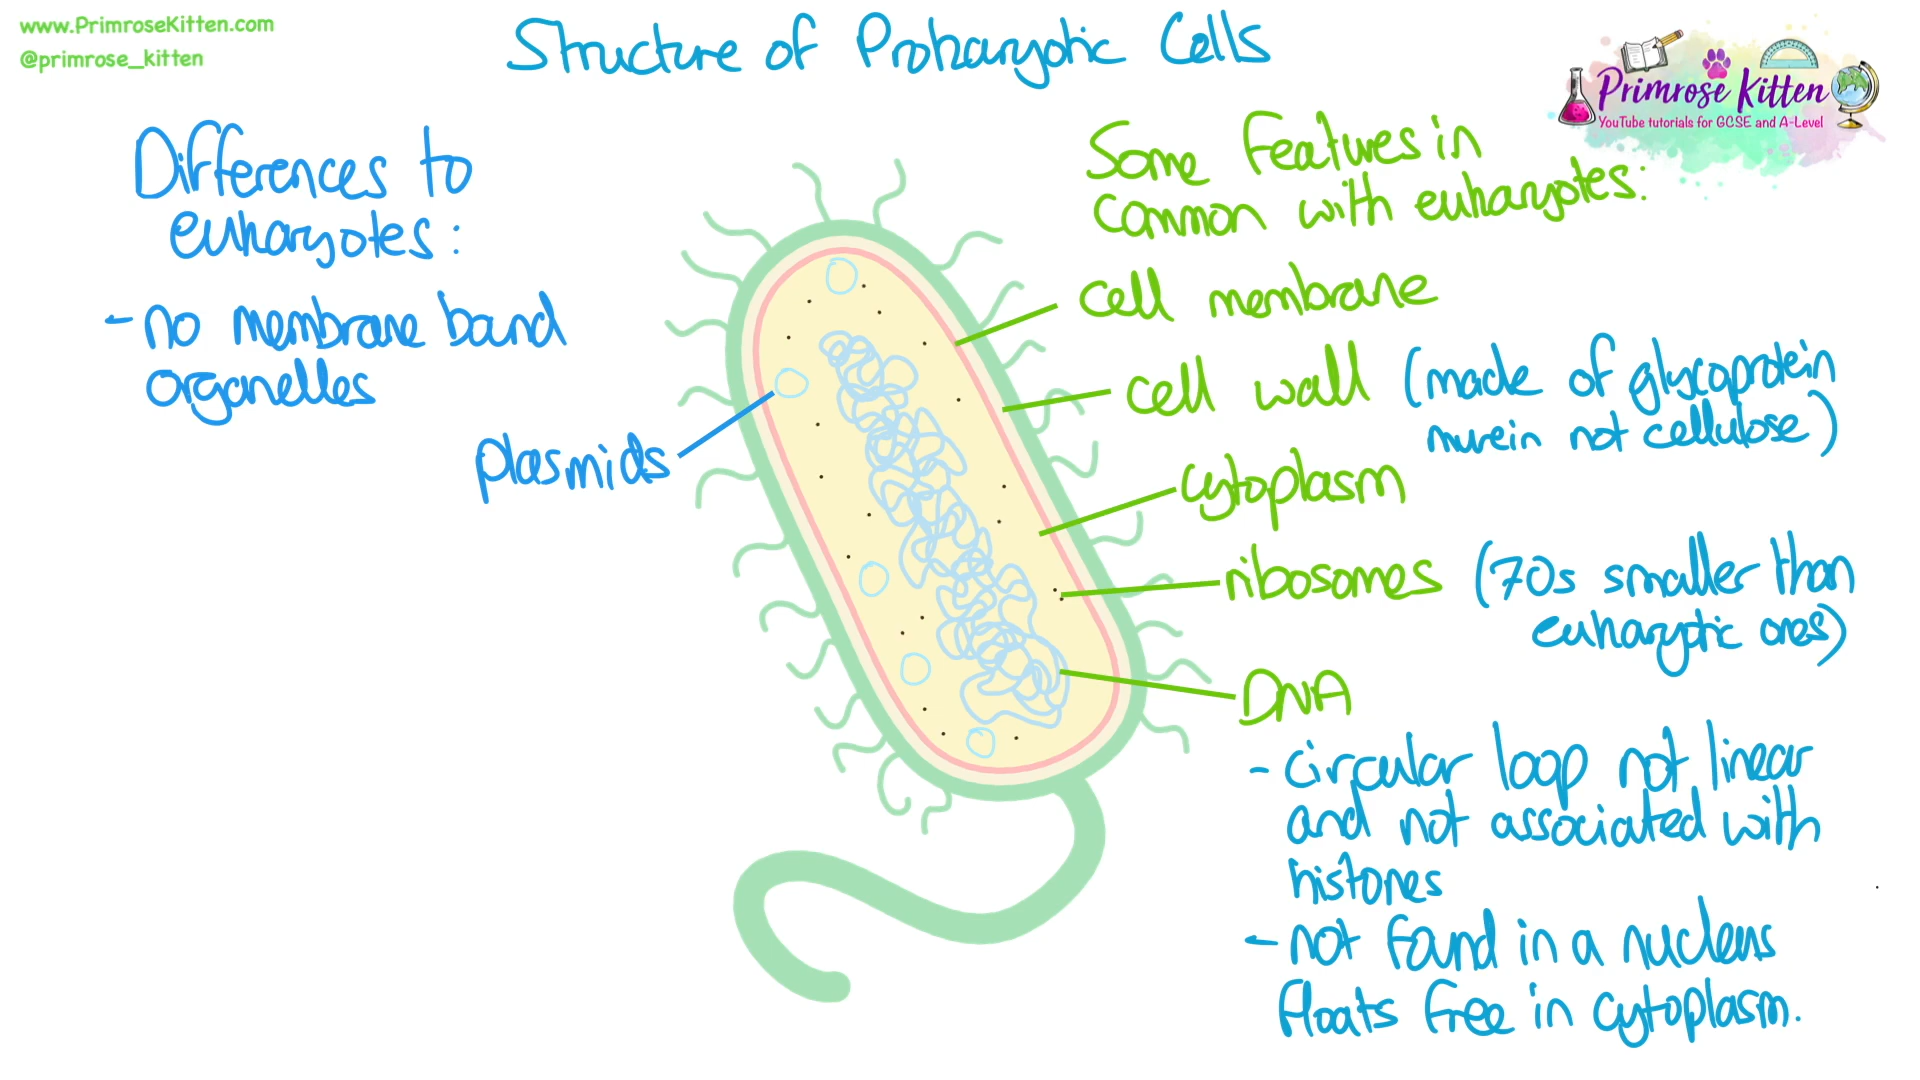 www.PrimroseKitten.com
@primrose_kitten
Structure of Prokaryotic Cells
Primrose Kitten
YouTube tutorials for GCSE and A-Level
Differences to
eukaryotes:
- no membrane band
organelles
plasmids
Some features in
common with eukaryotes:
cell membrane
cell wall (made of glycoprotein
murein not cellulose)
cytoplasm
ribosomes (70s smaller than
eukaryotic ones)
DNA
- circular loop not linear
and not associated with
histones
- not found in a nucleus
floats free in cytoplasm.